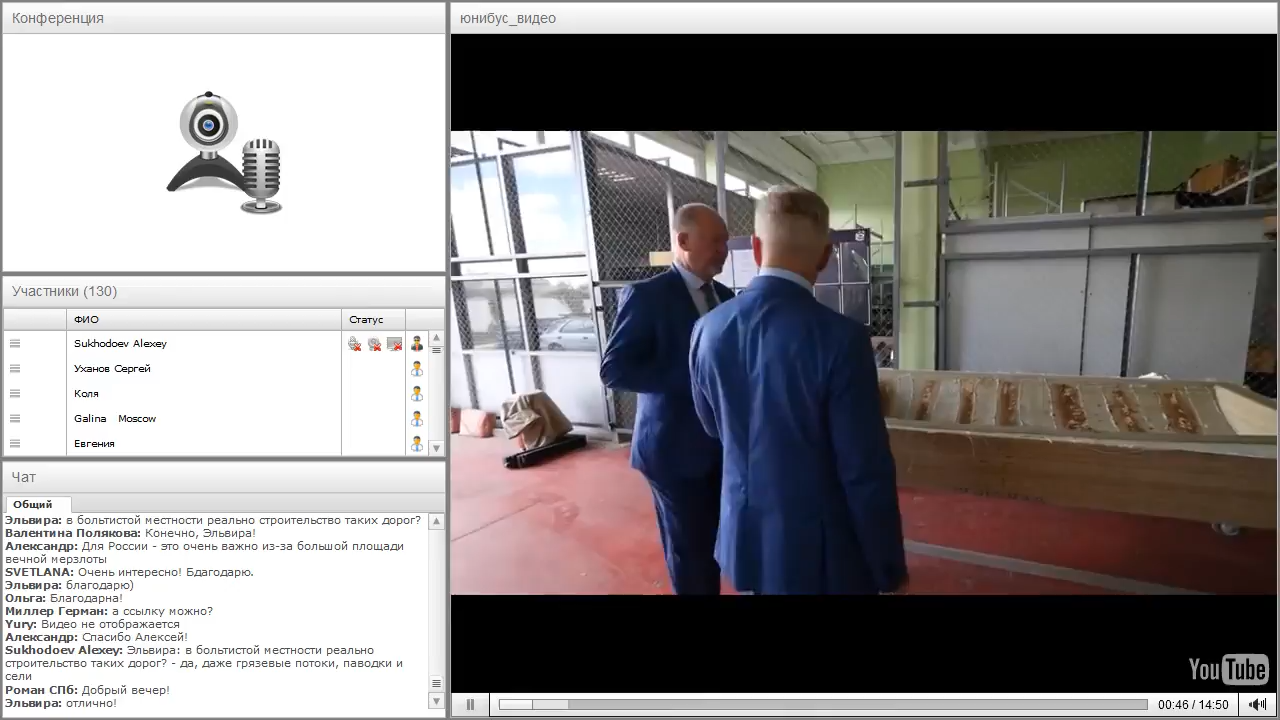 Конференция
юнибус_видео
Участники (130)
ФИО
Статус
Sukhodoev Alexey
Уханов Сергей
Коля
Galina Moscow
Евгения
Чат
Общий
Эльвира: в больтистой местности реально строительство таких дорог?
Валентина Полякова: Конечно, Эльвира!
Александр: Для России - это очень важно из-за большой площади
вечной мерзлоты
SVETLANA: Очень интересно! Бдагодарю.
Эльвира: благодарю)
Ольга: Благодарна!
Миллер Герман: а ссылку можно?
Yury: Видео не отображается
Александр: Спасибо Алексей!
Sukhodoev Alexey: Эльвира: в больтистой местности реально
строительство таких дорог? - да, даже грязевые потоки, паводки и
сели
Роман СПб: Добрый вечер!
Эльвира: отлично!
YouTube
00:46 / 14:50